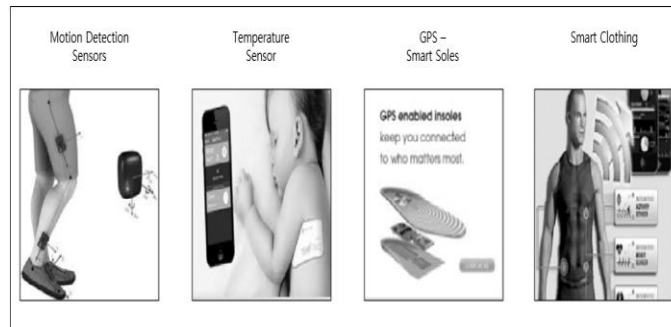 Motion Detection
Sensors
Temperature
Sensor
GPS –
Smart Soles
Smart Clothing
GPS enabled insoles
keep you connected
to who matters most.